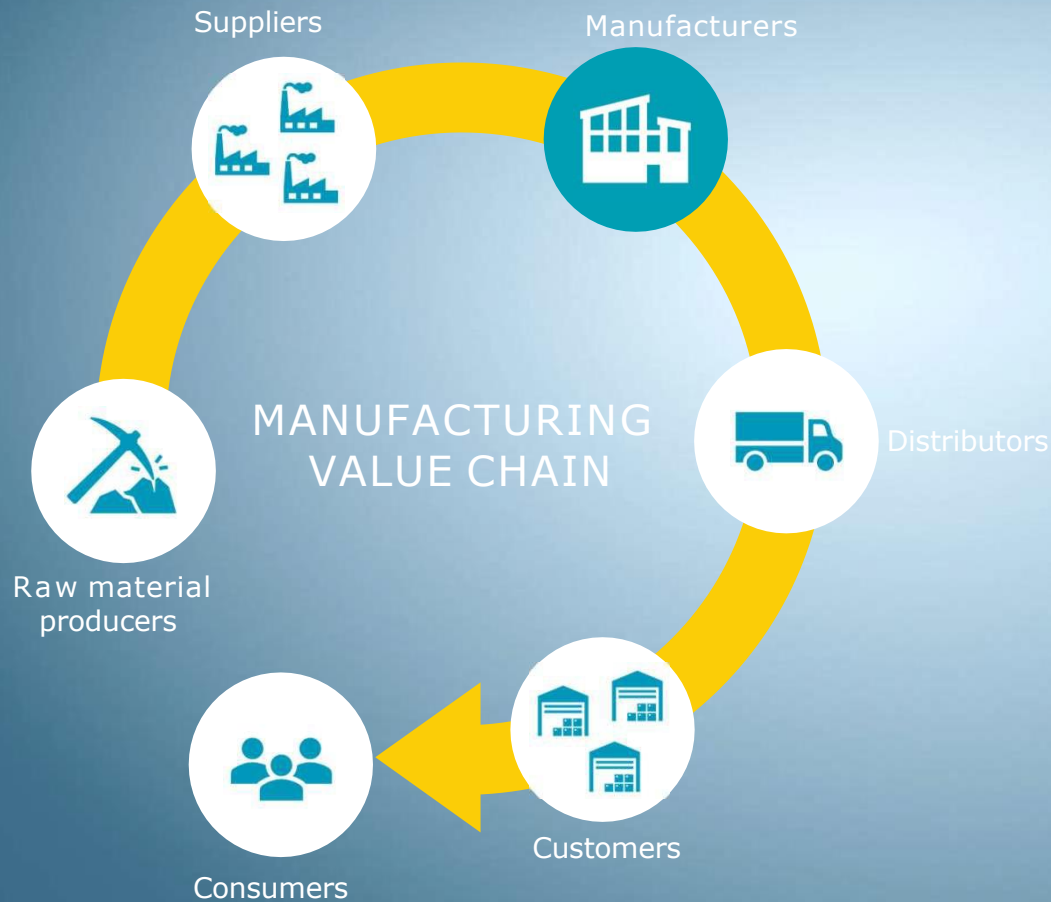 Suppliers
Manufacturers
MANUFACTURING
VALUE CHAIN
Distributors
Raw material
producers
Customers
Consumers